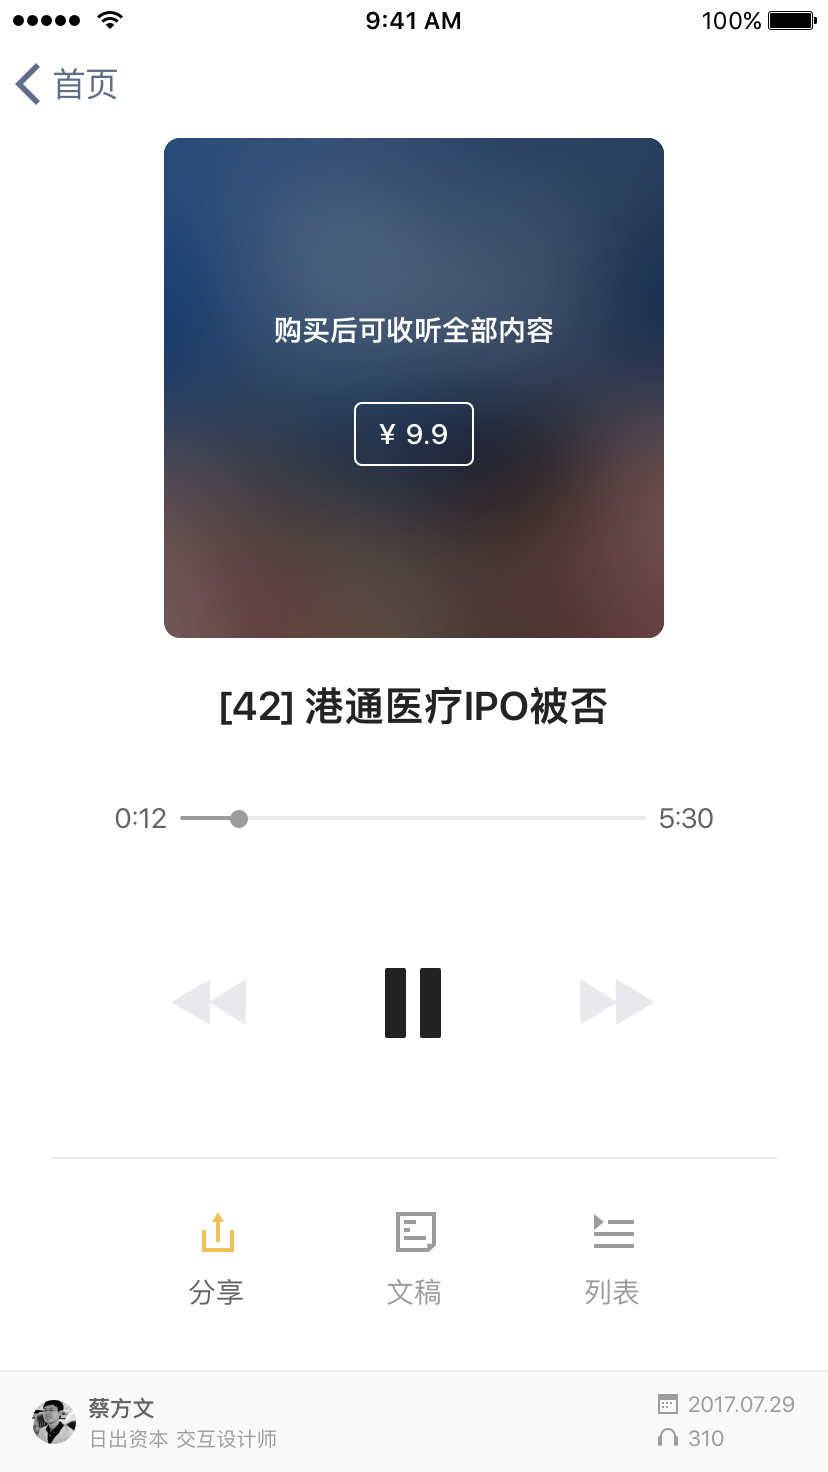 9:41 AM
100%
首页
购买后可收听全部内容
¥ 9.9
[42] 港通医疗IPO被否
0:12
5:30
分享
文稿
列表
蔡方文
2017.07.29
日出资本 交互设计师
310